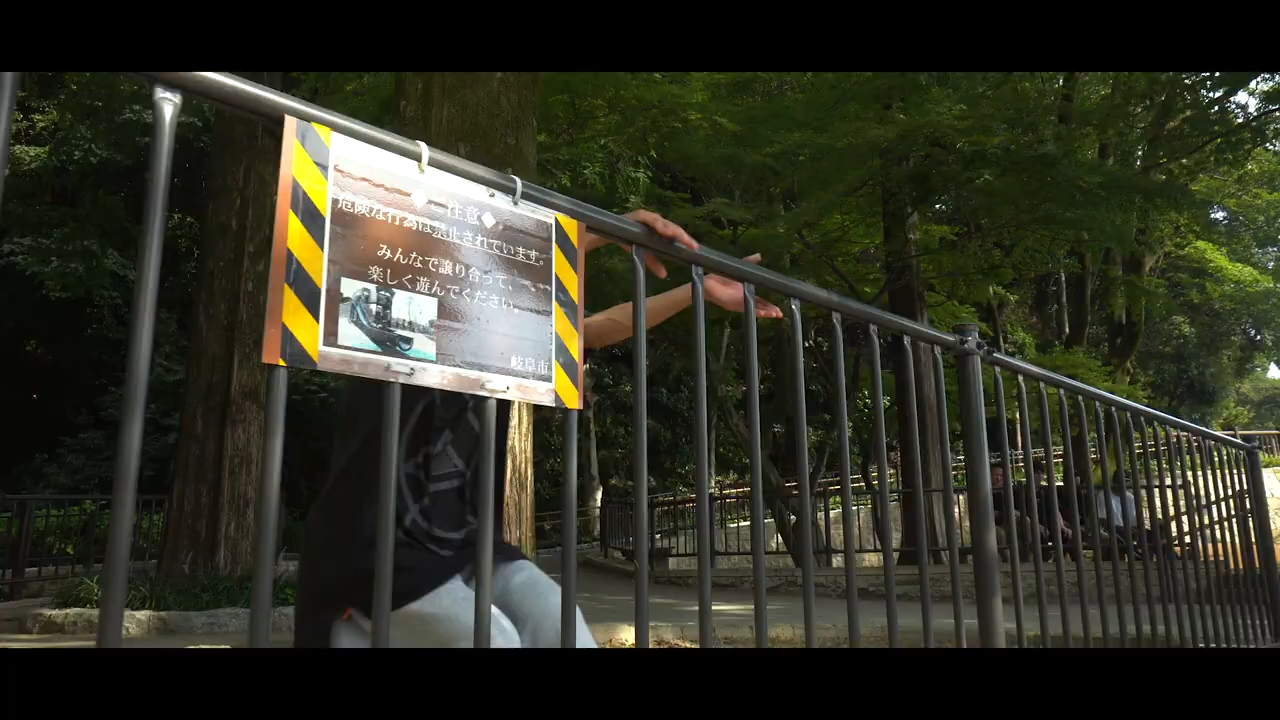 ◆ご注意◆
危険な行為は禁止されています。
みんなで譲り合って、
楽しく遊んでください。
岐阜市